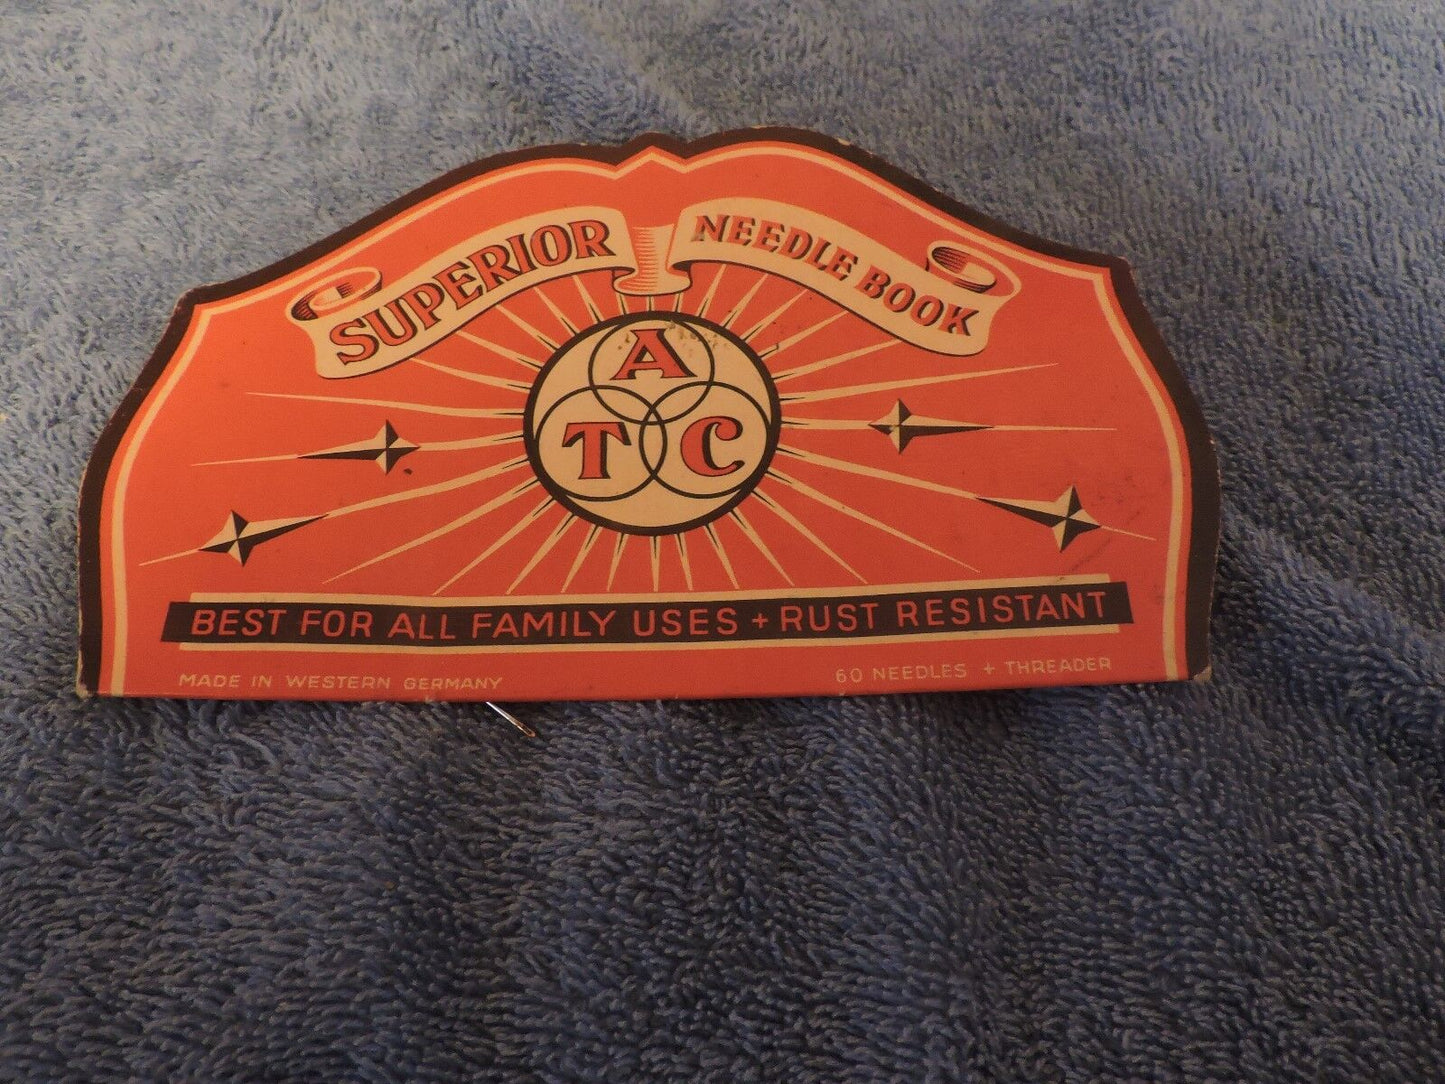 SUPERIOR NEEDLE BOOK
A
T C
BEST FOR ALL FAMILY USES + RUST RESISTANT
MADE IN WESTERN GERMANY
60 NEEDLES + THREADER